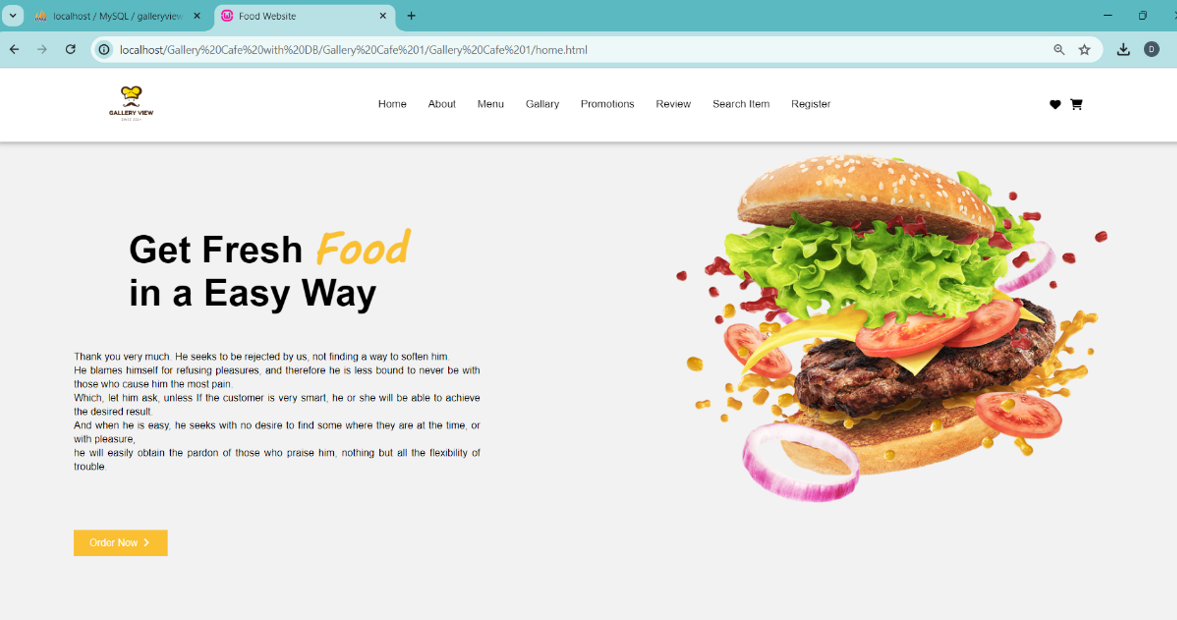 localhost / MySQL / galleryview
Food Website
localhost/Gallery%20Cafe%20with%20DB/Gallery%20Cafe%201/Gallery%20Cafe%201/home.html
D
GALLERY VIEW
Home About Menu Gallary Promotions Review Search Item Register
Get Fresh Food
in a Easy Way
Thank you very much. He seeks to be rejected by us, not finding a way to soften him.
He blames himself for refusing pleasures, and therefore he is less bound to never be with
those who cause him the most pain.
Which, let him ask, unless If the customer is very smart, he or she will be able to achieve
the desired result.
And when he is easy, he seeks with no desire to find some where they are at the time, or
with pleasure,
he will easily obtain the pardon of those who praise him, nothing but all the flexibility of
trouble.
Order Now